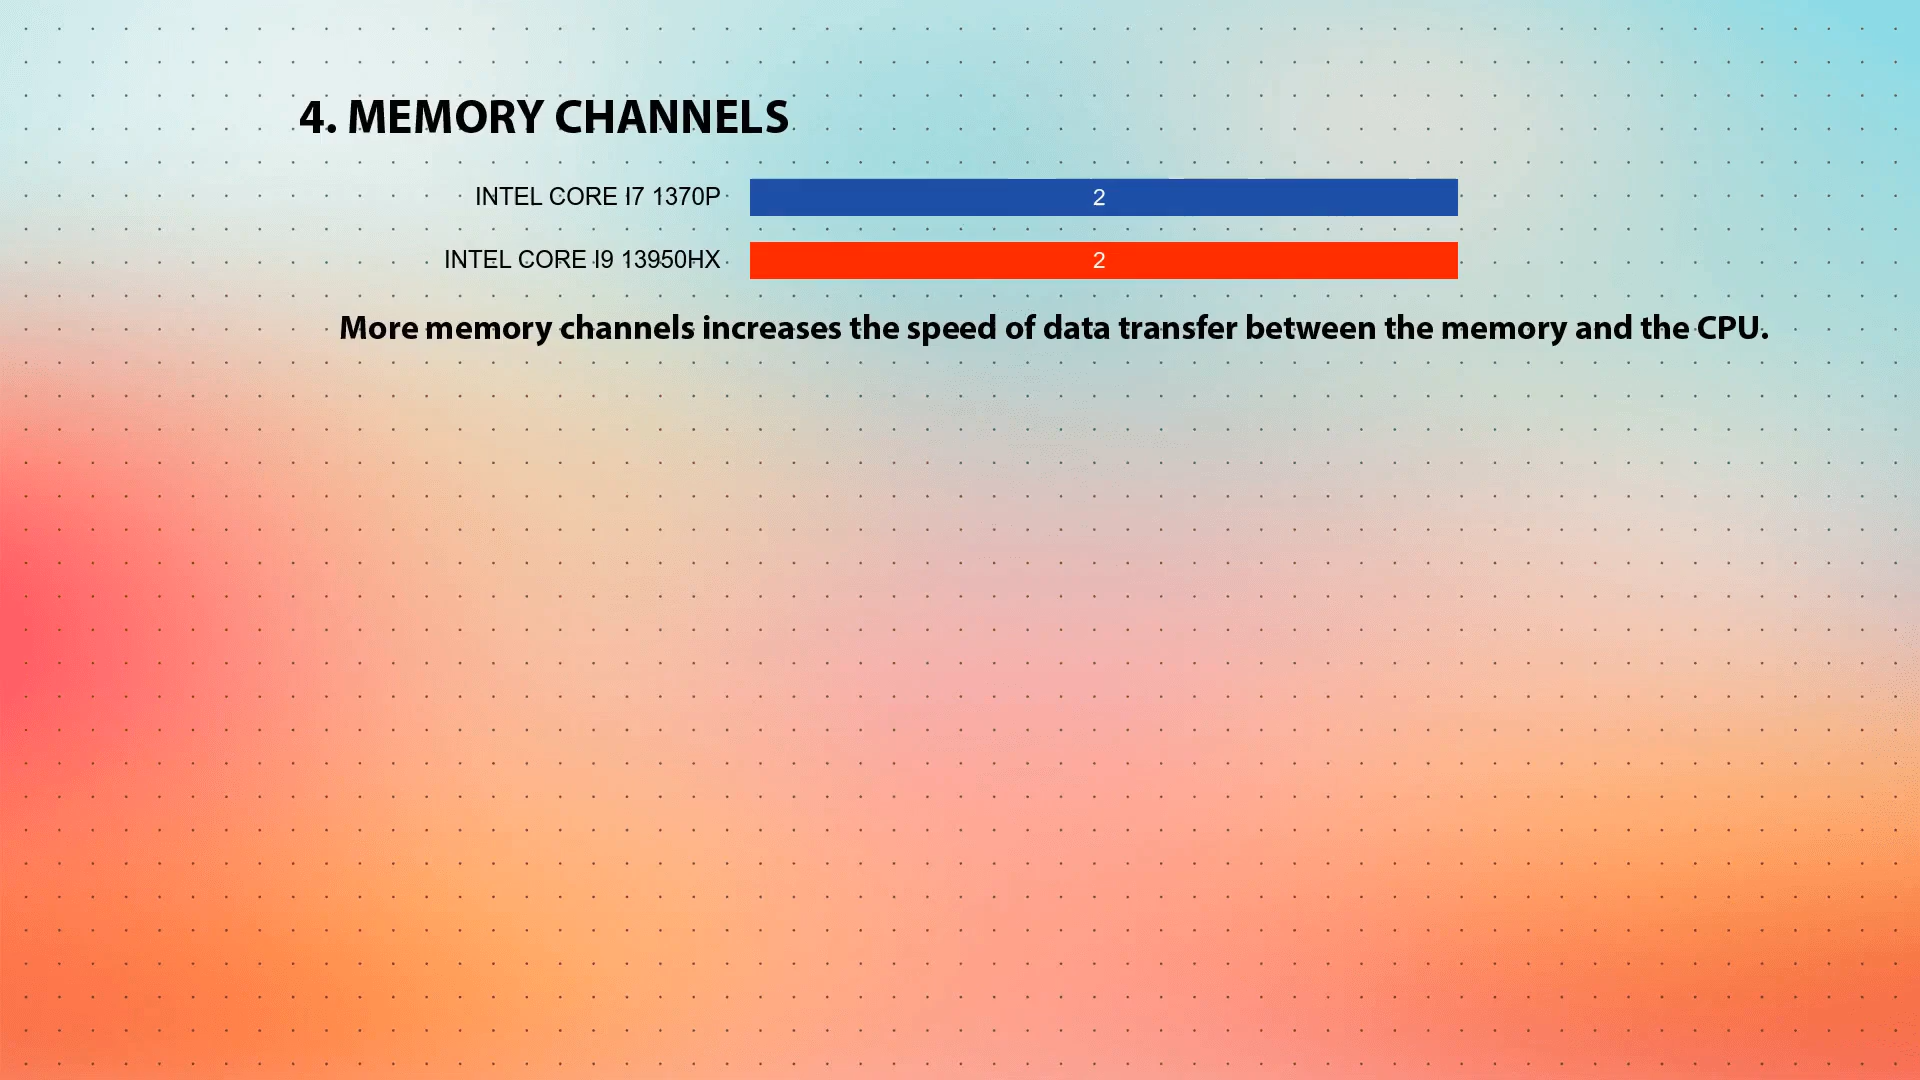 4. MEMORY CHANNELS
INTEL CORE I7 1370P 2
INTEL CORE I9 13950HX 2
More memory channels increases the speed of data transfer between the memory and the CPU.